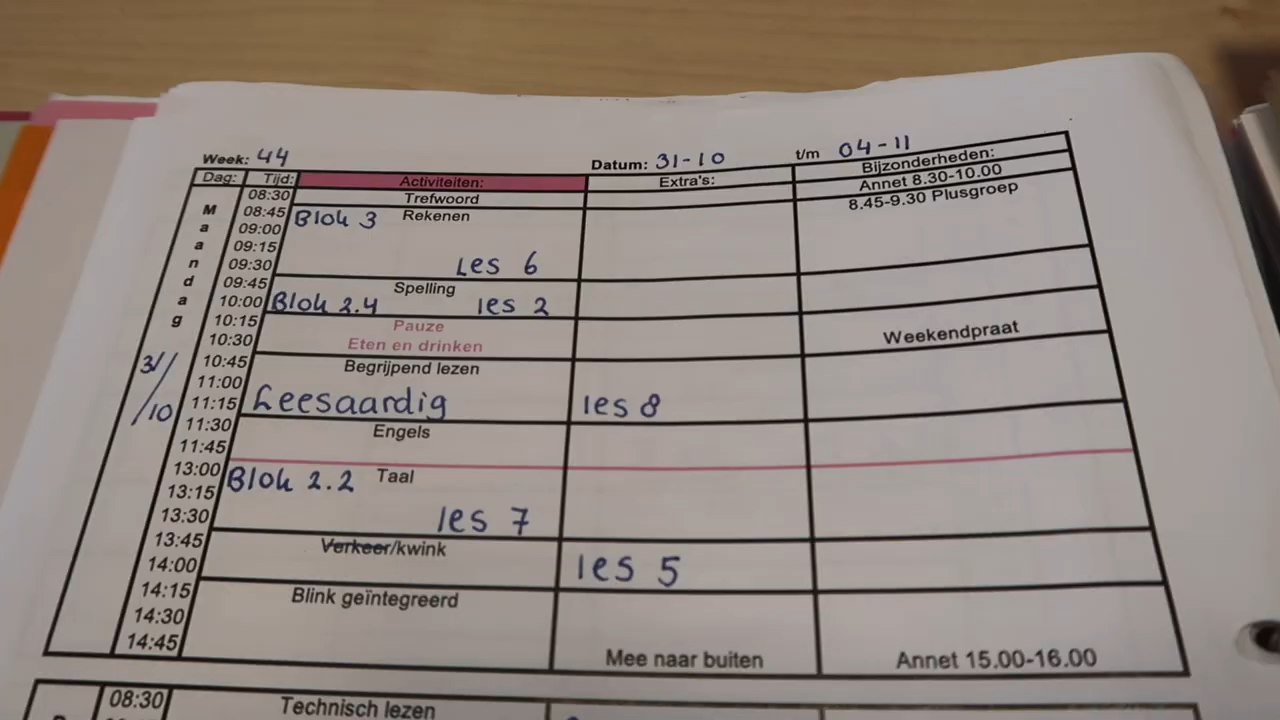 Week: 44 Datum: 31-10 t/m 04-11
Dag: Tijd: Activiteiten: Extra's: Bijzonderheden:
08:30 Trefwoord Annet 8.30-10.00
Maandag 08:45 Blok 3 Rekenen 8.45-9.30 Plusgroep
09:00
09:15
09:30 Les 6
09:45 Spelling
10:00 Blok 2.4 les 2
10:15 Pauze Weekendpraat
10:30 Eten en drinken
31/10 10:45 Begrijpend lezen
11:00
11:15 Leesaardig les 8
11:30 Engels
11:45
13:00 Blok 2.2 Taal
13:15
13:30 les 7
13:45 Verkeer/kwink
14:00 les 5
14:15 Blink geïntegreerd
14:30
14:45 Mee naar buiten Annet 15.00-16.00
08:30 Technisch lezen